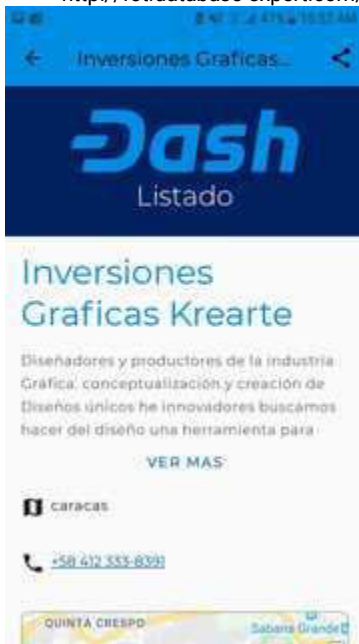 Inversiones Graficas...
Dash
Listado
Inversiones
Graficas Krearte
Diseñadores y productores de la industria
Gráfica, conceptualización y creación de
Diseños únicos he innovadores buscamos
hacer del diseño una herramienta para
VER MAS
caracas
+58 412 333-8391
QUINTA CRESPO
Sabana Grande